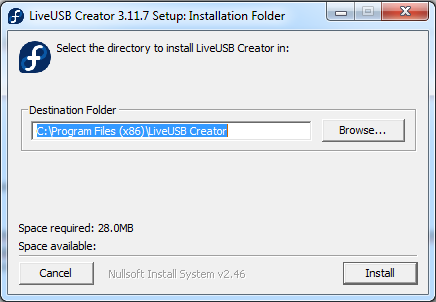 LiveUSB Creator 3.11.7 Setup: Installation Folder
Select the directory to install LiveUSB Creator in:
Destination Folder
C:\Program Files (x86)\LiveUSB Creator
Browse...
Space required: 28.0MB
Space available:
Cancel
Nullsoft Install System v2.46
Install